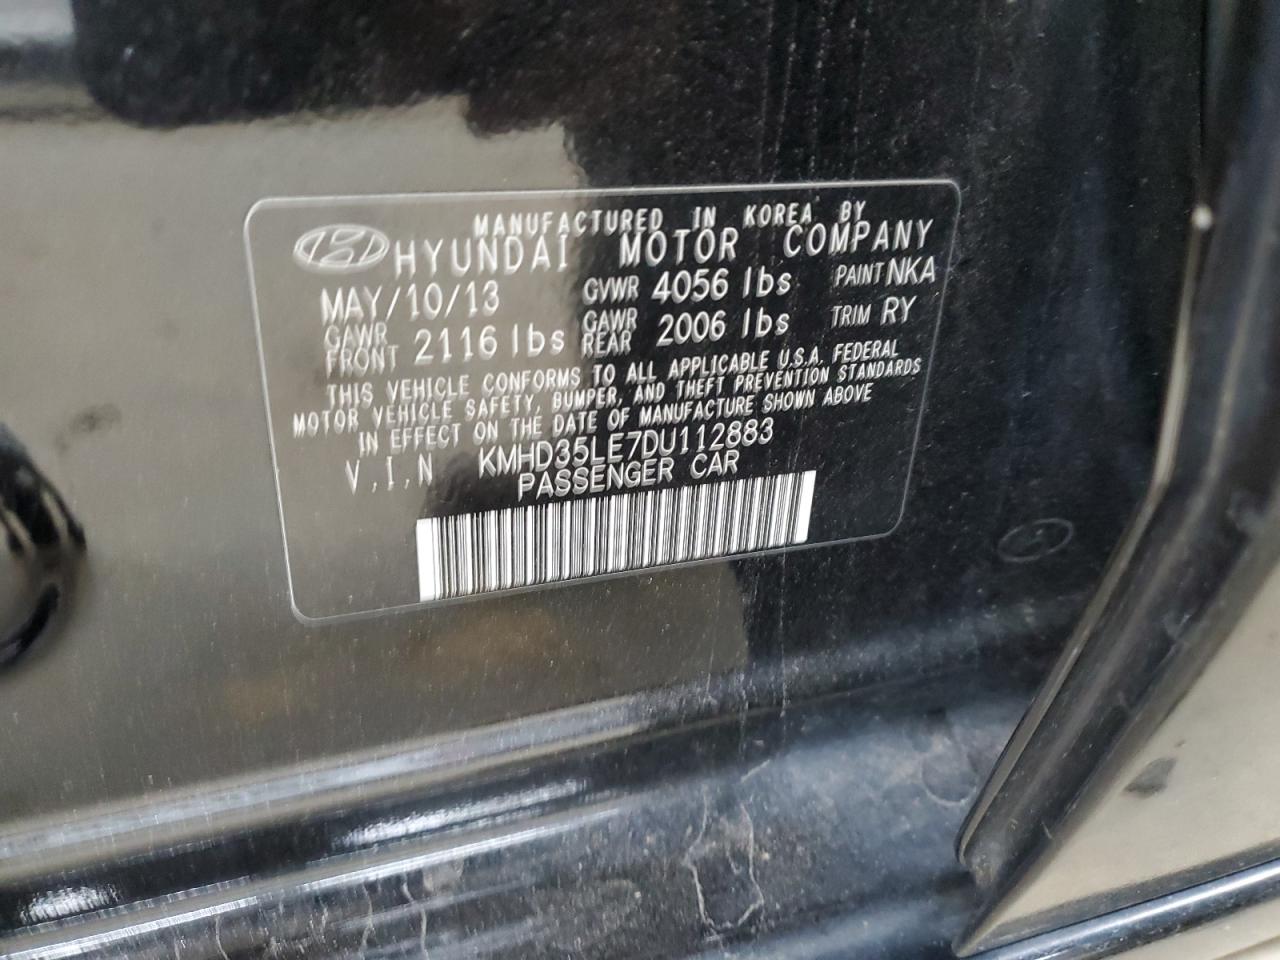 MANUFACTURED IN KOREA BY
HYUNDAI MOTOR COMPANY
MAY/10/13 GVWR 4056 lbs PAINT NKA
GAWR FRONT 2116 lbs GAWR REAR 2006 lbs TRIM RY
THIS VEHICLE CONFORMS TO ALL APPLICABLE U.S.A. FEDERAL
MOTOR VEHICLE SAFETY, BUMPER, AND THEFT PREVENTION STANDARDS
IN EFFECT ON THE DATE OF MANUFACTURE SHOWN ABOVE
V.I.N KMHD35LE7DU112883
PASSENGER CAR